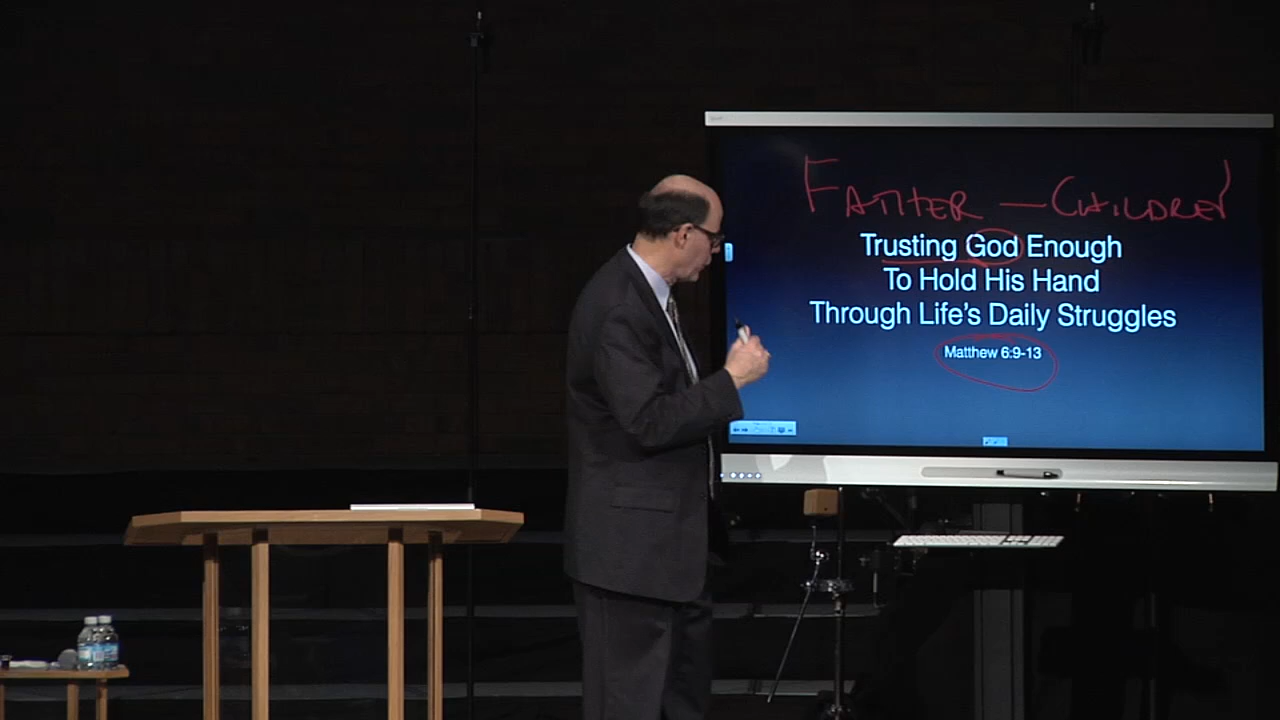 FATHER — CHILDREN
Trusting God Enough
To Hold His Hand
Through Life's Daily Struggles
Matthew 6:9-13